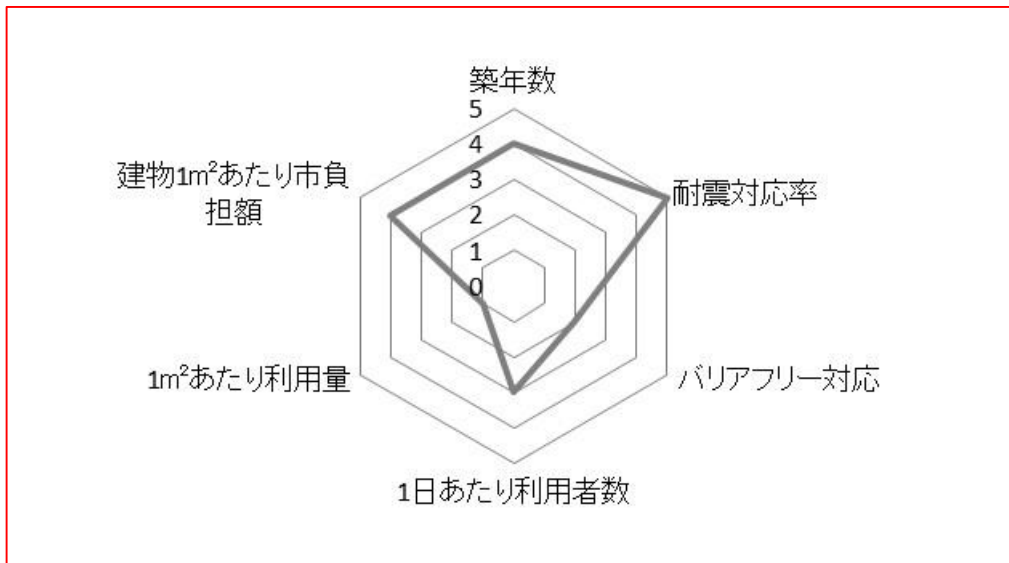 築年数
5
4
3
2
1
0
耐震対応率
バリアフリー対応
1日あたり利用者数
1m²あたり利用量
建物1m²あたり市負
担額